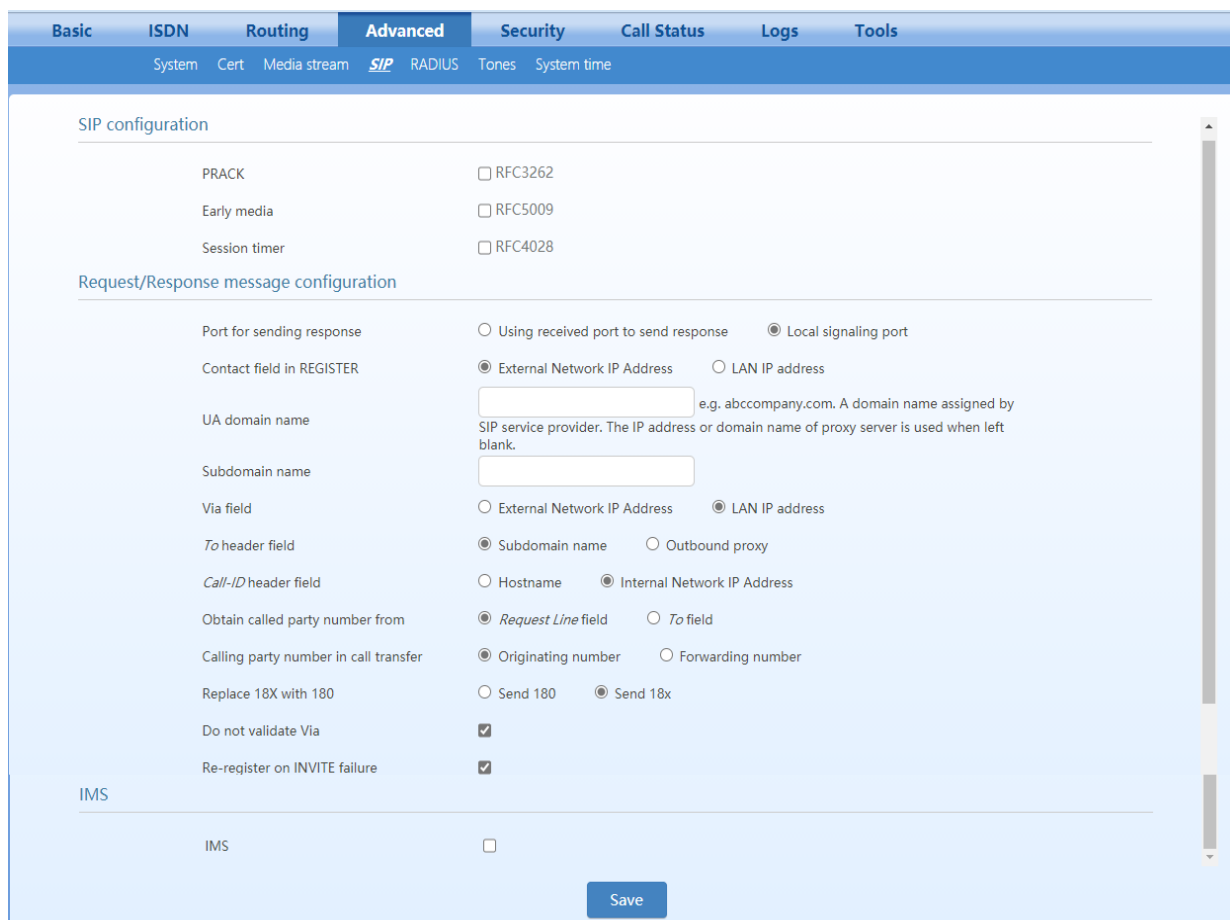 Basic ISDN Routing Advanced Security Call Status Logs Tools
System Cert Media stream SIP RADIUS Tones System time
SIP configuration
PRACK RFC3262
Early media RFC5009
Session timer RFC4028
Request/Response message configuration
Port for sending response Using received port to send response Local signaling port
Contact field in REGISTER External Network IP Address LAN IP address
UA domain name e.g. abccompany.com. A domain name assigned by
SIP service provider. The IP address or domain name of proxy server is used when left
blank.
Subdomain name
Via field External Network IP Address LAN IP address
To header field Subdomain name Outbound proxy
Call-ID header field Hostname Internal Network IP Address
Obtain called party number from Request Line field To field
Calling party number in call transfer Originating number Forwarding number
Replace 18X with 180 Send 180 Send 18x
Do not validate Via
Re-register on INVITE failure
IMS
IMS
Save